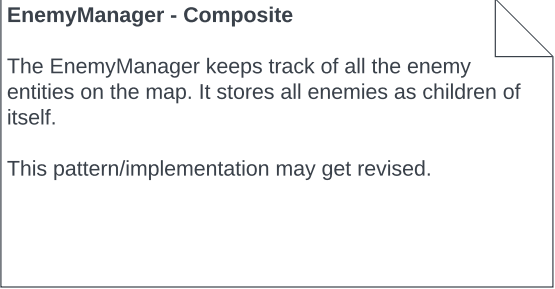 EnemyManager - Composite
The EnemyManager keeps track of all the enemy
entities on the map. It stores all enemies as children of
itself.
This pattern/implementation may get revised.